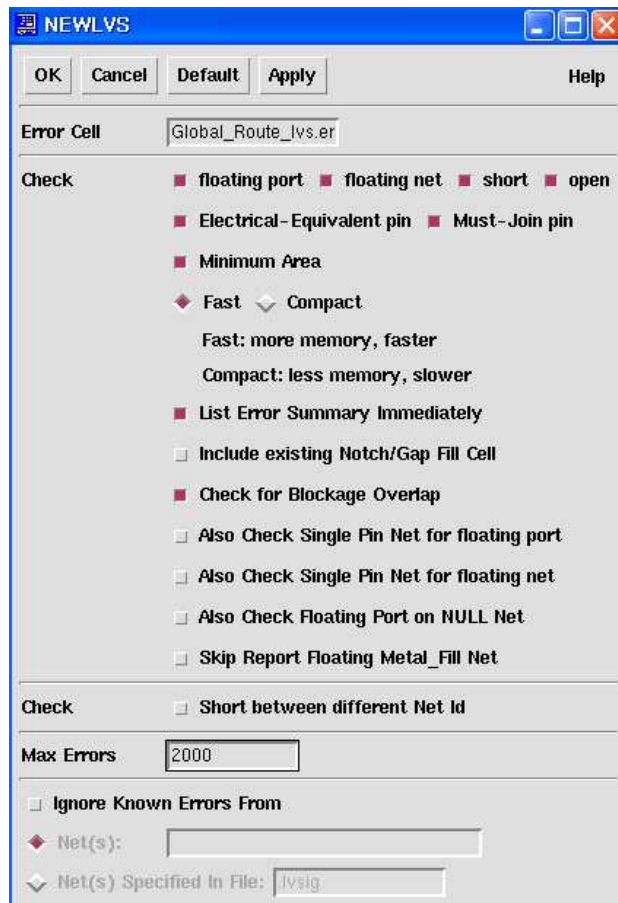 NEWLVS
OK Cancel Default Apply Help
Error Cell Global_Route_lvs.er
Check floating port floating net short open
Electrical-Equivalent pin Must-Join pin
Minimum Area
Fast Compact
Fast: more memory, faster
Compact: less memory, slower
List Error Summary Immediately
Include existing Notch/Gap Fill Cell
Check for Blockage Overlap
Also Check Single Pin Net for floating port
Also Check Single Pin Net for floating net
Also Check Floating Port on NULL Net
Skip Report Floating Metal_Fill Net
Check Short between different Net Id
Max Errors 2000
Ignore Known Errors From
Net(s):
Net(s) Specified In File: .lvsig